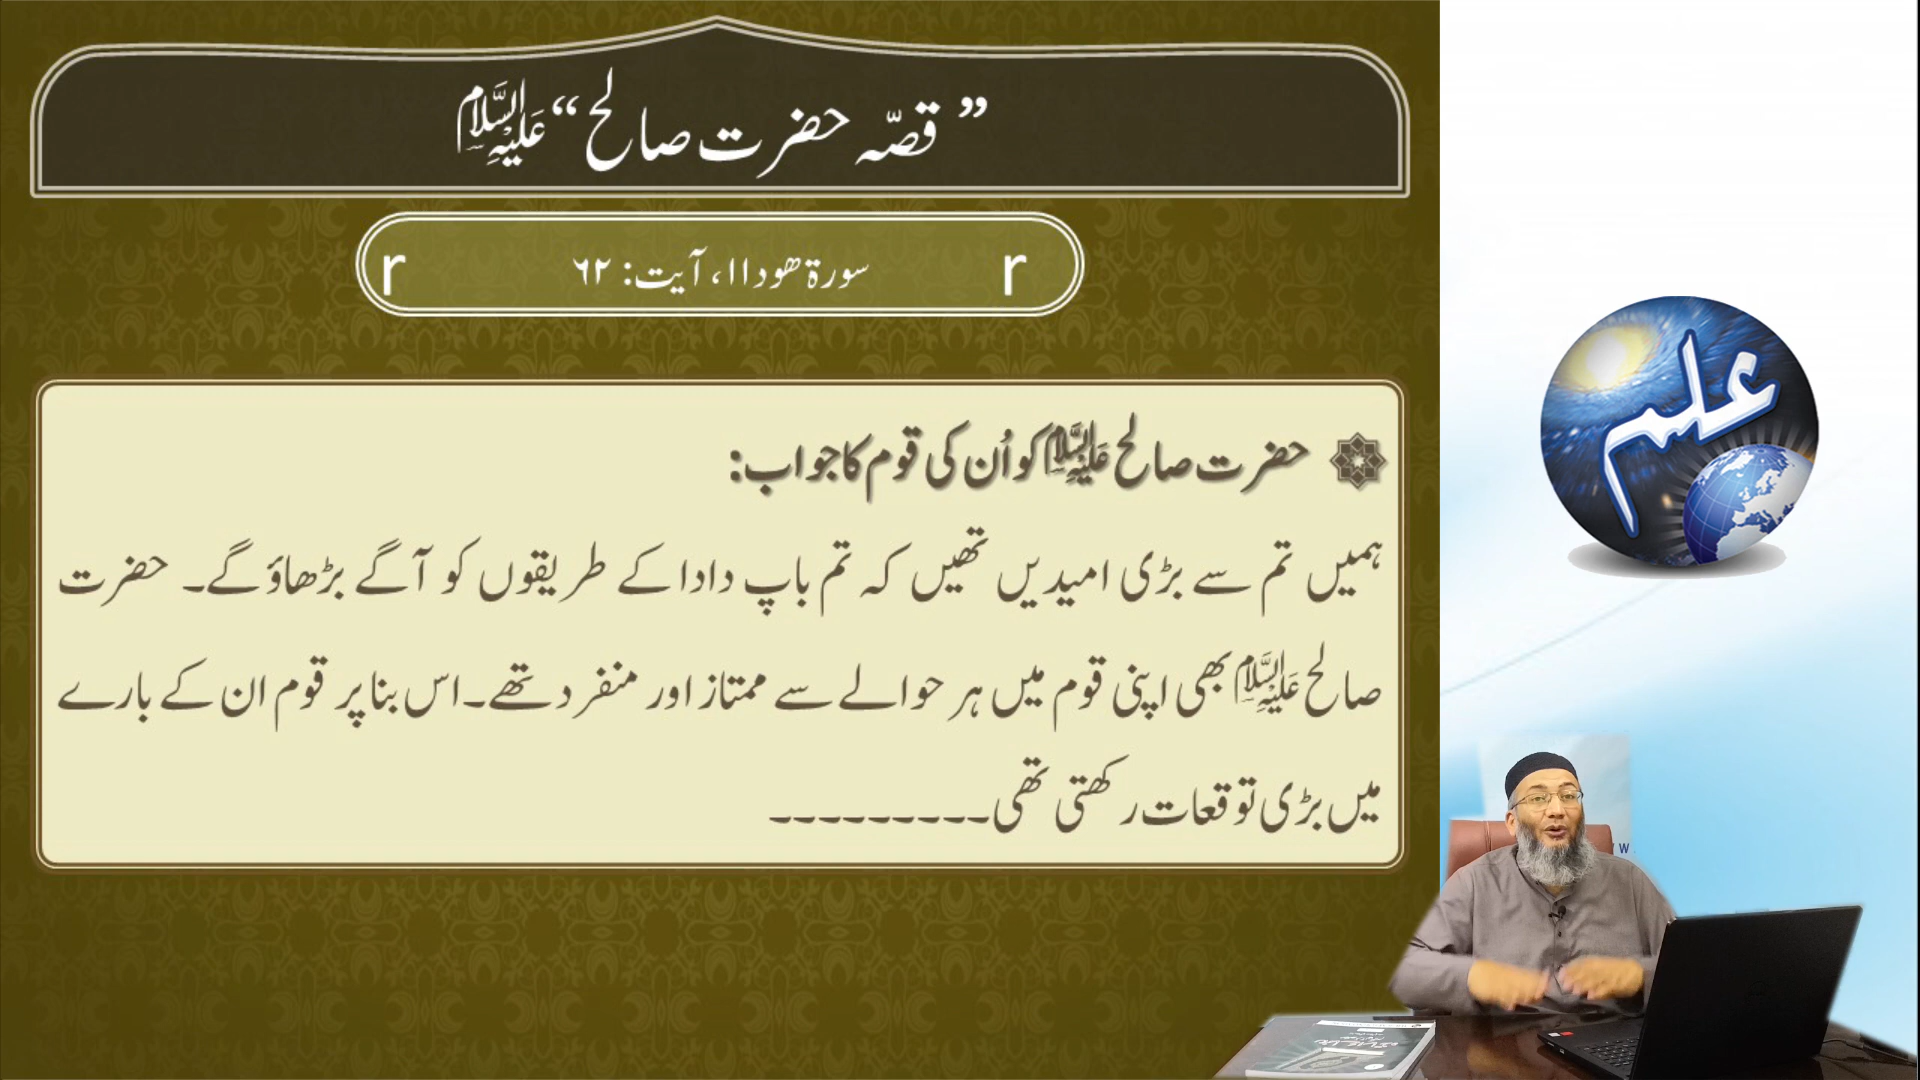 ”قصّہ حضرت صالح“ علیہ السلام
r سورۃ ھود ۱۱، آیت: ۶۲ r
حضرت صالح علیہ السلام کو اُن کی قوم کا جواب:
ہمیں تم سے بڑی امیدیں تھیں کہ تم باپ دادا کے طریقوں کو آگے بڑھاؤ گے۔ حضرت
صالح علیہ السلام بھی اپنی قوم میں ہر حوالے سے ممتاز اور منفرد تھے۔ اس بنا پر قوم ان کے بارے
میں بڑی توقعات رکھتی تھی۔۔۔۔۔۔۔۔۔
علم
W.